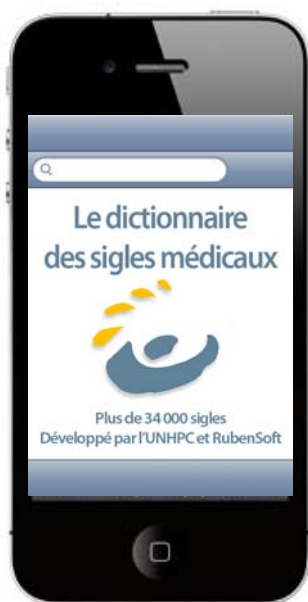 Le dictionnaire
des sigles médicaux
Plus de 34 000 sigles
Développé par l'UNHPC et RubenSoft